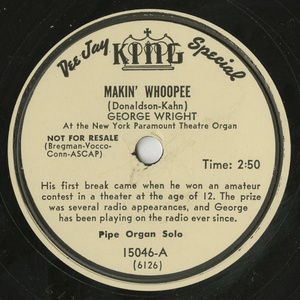 Dee Jay KING Special
MAKIN' WHOOPEE
(Donaldson-Kahn)
GEORGE WRIGHT
At the New York Paramount Theatre Organ
NOT FOR RESALE
(Bregman-Vocco-
Conn-ASCAP)
Time: 2:50
His first break came when he won an amateur
contest in a theater at the age of 12. The prize
was several radio appearances, and George
has been playing on the radio ever since.
Pipe Organ Solo
15046-A
(6126)